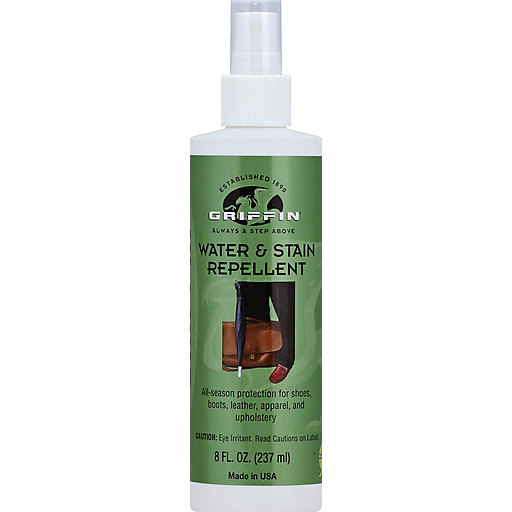 ESTABLISHED 1890
GRIFFIN
ALWAYS A STEP ABOVE
WATER & STAIN
REPELLENT
All-season protection for shoes,
boots, leather, apparel, and
upholstery
CAUTION: Eye Irritant. Read Cautions on Label.
8 FL. OZ. (237 ml)
Made in USA